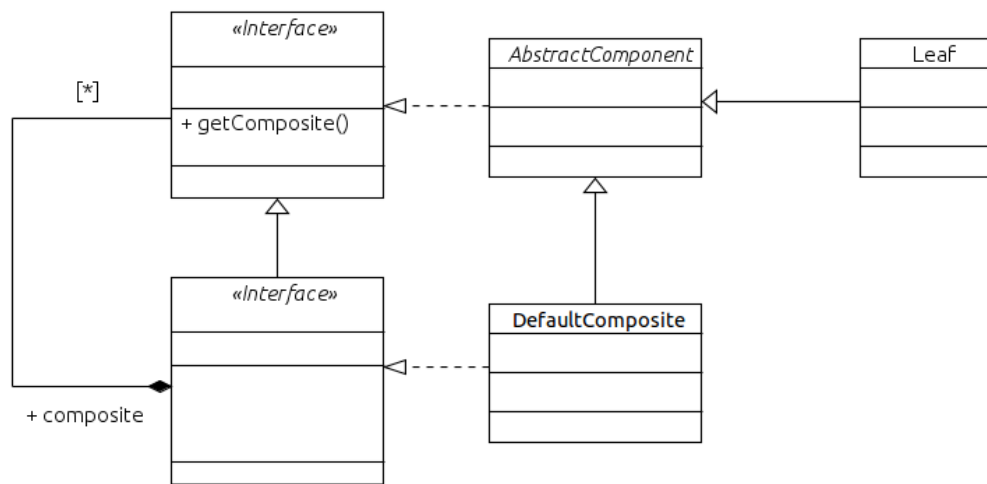 «Interface»
AbstractComponent
Leaf
[*]
+ getComposite()
«Interface»
DefaultComposite
+ composite